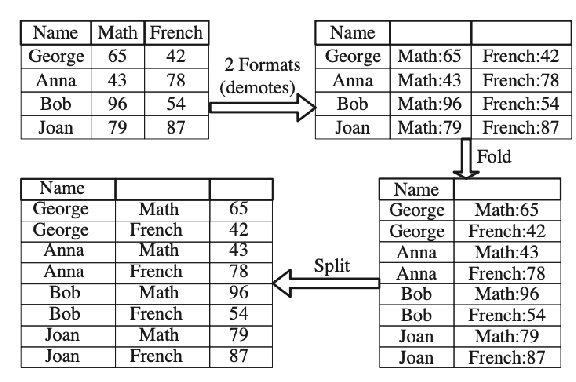 Name Math French
George 65 42
Anna 43 78
Bob 96 54
Joan 79 87
2 Formats
(demotes)
Name
George Math:65 French:42
Anna Math:43 French:78
Bob Math:96 French:54
Joan Math:79 French:87
Fold
Name
George Math:65
George French:42
Anna Math:43
Anna French:78
Bob Math:96
Bob French:54
Joan Math:79
Joan French:87
Split
Name
George Math 65
George French 42
Anna Math 43
Anna French 78
Bob Math 96
Bob French 54
Joan Math 79
Joan French 87